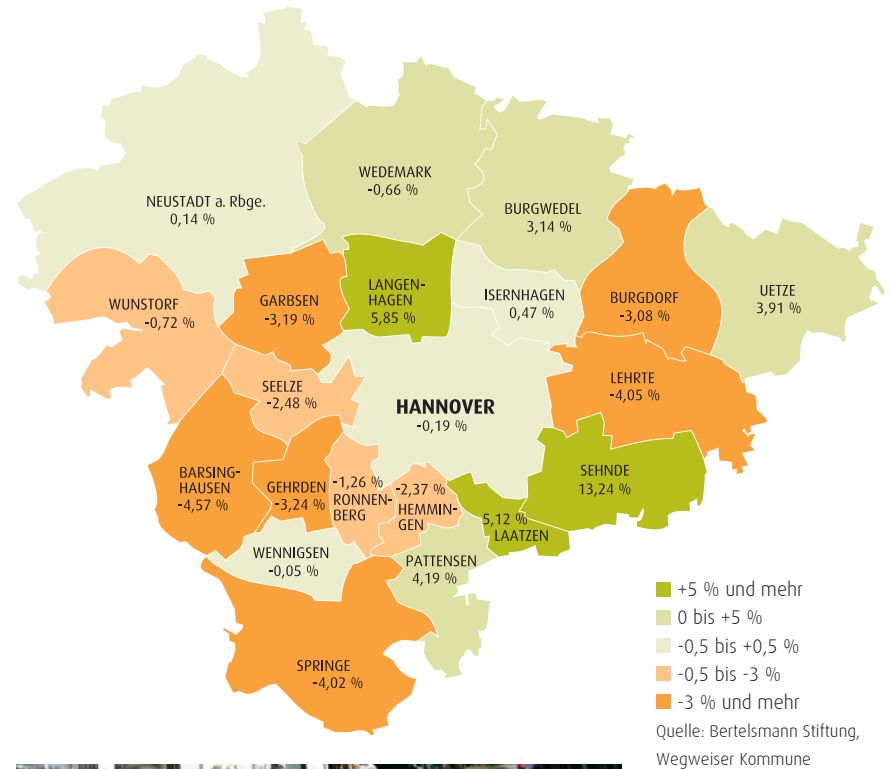 WEDEMARK
-0,66 %
NEUSTADT a. Rbge.
0,14 %
BURGWEDEL
3,14 %
LANGEN-
HAGEN
5,85 %
ISERNHAGEN
0,47 %
UETZE
3,91 %
WUNSTORF
-0,72 %
GARBSEN
-3,19 %
BURGDORF
-3,08 %
SEELZE
-2,48 %
LEHRTE
-4,05 %
HANNOVER
-0,19 %
BARSING-
HAUSEN
-4,57 %
GEHRDEN
-3,24 %
-1,26 %
RONNEN-
BERG
-2,37 %
HEMMIN-
GEN
SEHNDE
13,24 %
5,12 %
LAATZEN
WENNIGSEN
-0,05 %
PATTENSEN
4,19 %
SPRINGE
-4,02 %
+5 % und mehr
0 bis +5 %
-0,5 bis +0,5 %
-0,5 bis -3 %
-3 % und mehr
Quelle: Bertelsmann Stiftung,
Wegweiser Kommune